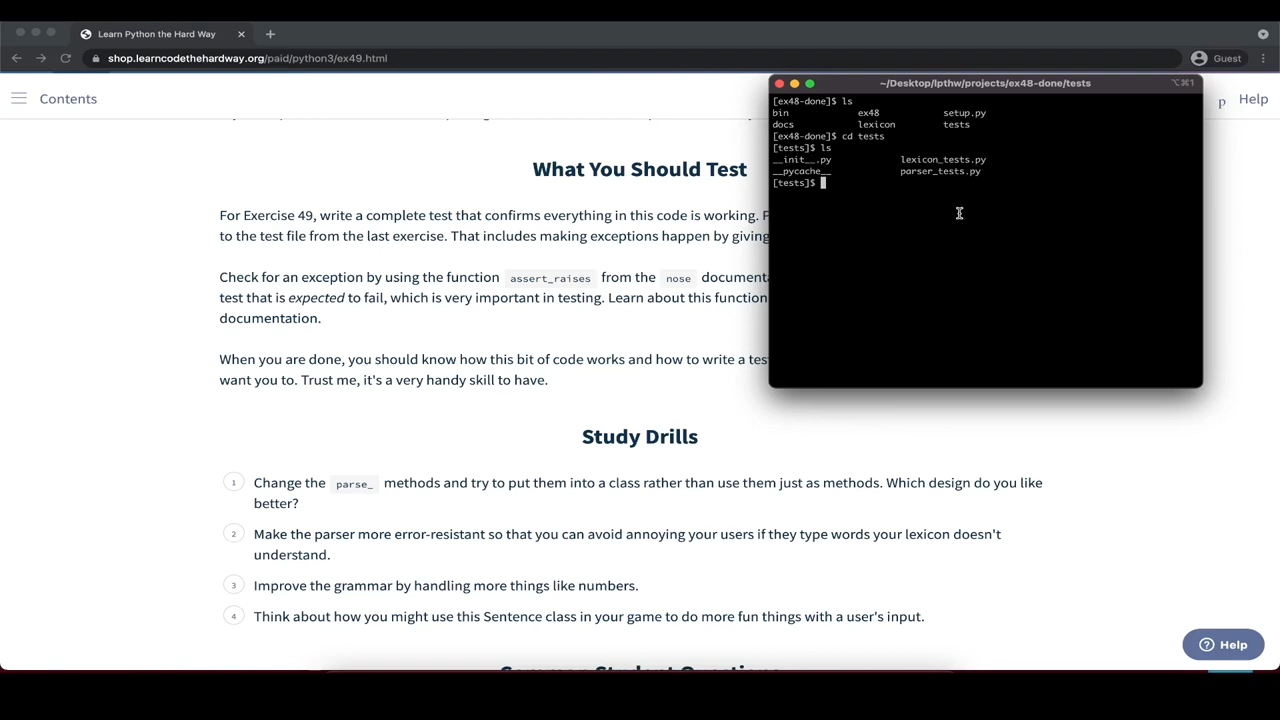 Learn Python the Hard Way
shop.learncodethehardway.org/paid/python3/ex49.html
Guest
Contents
p
Help
What You Should Test
For Exercise 49, write a complete test that confirms everything in this code is working.
to the test file from the last exercise. That includes making exceptions happen by giving
Check for an exception by using the function assert_raises from the nose
test that is expected to fail, which is very important in testing. Learn about this function
documentation.
When you are done, you should know how this bit of code works and how to write a
want you to. Trust me, it's a very handy skill to have.
~/Desktop/lpthw/projects/ex48-done/tests
⌥⌘1
[ex48-done]$ ls
bin ex48 setup.py
docs lexicon tests
[ex48-done]$ cd tests
[tests]$ ls
__init__.py lexicon_tests.py
__pycache__ parser_tests.py
[tests]$
Study Drills
1 Change the parse_ methods and try to put them into a class rather than use them just as methods. Which design do you like
better?
2 Make the parser more error-resistant so that you can avoid annoying your users if they type words your lexicon doesn't
understand.
3 Improve the grammar by handling more things like numbers.
4 Think about how you might use this Sentence class in your game to do more fun things with a user's input.
Common Student Questions
Help